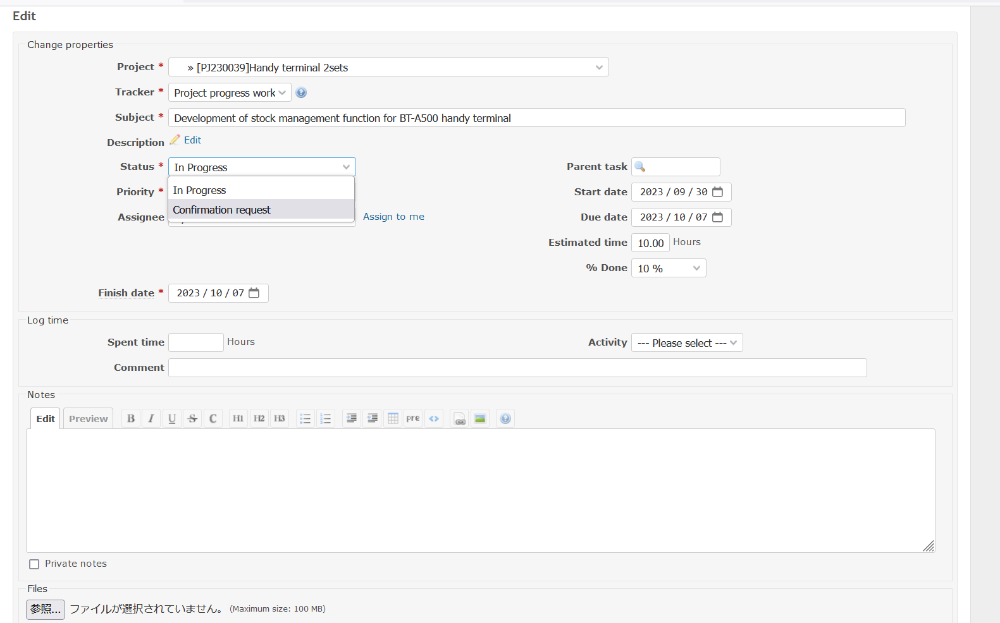 Edit
Change properties
Project * » [PJ230039]Handy terminal 2sets
Tracker * Project progress work
Subject * Development of stock management function for BT-A500 handy terminal
Description Edit
Status * In Progress Parent task
In Progress
Priority * Start date 2023 / 09 / 30
Confirmation request
Assignee Assign to me Due date 2023 / 10 / 07
Estimated time 10.00 Hours
% Done 10 %
Finish date * 2023 / 10 / 07
Log time
Spent time Hours Activity --- Please select ---
Comment
Notes
Edit Preview B I U S C H1 H2 H3 pre <>
Private notes
Files
参照... ファイルが選択されていません。 (Maximum size: 100 MB)